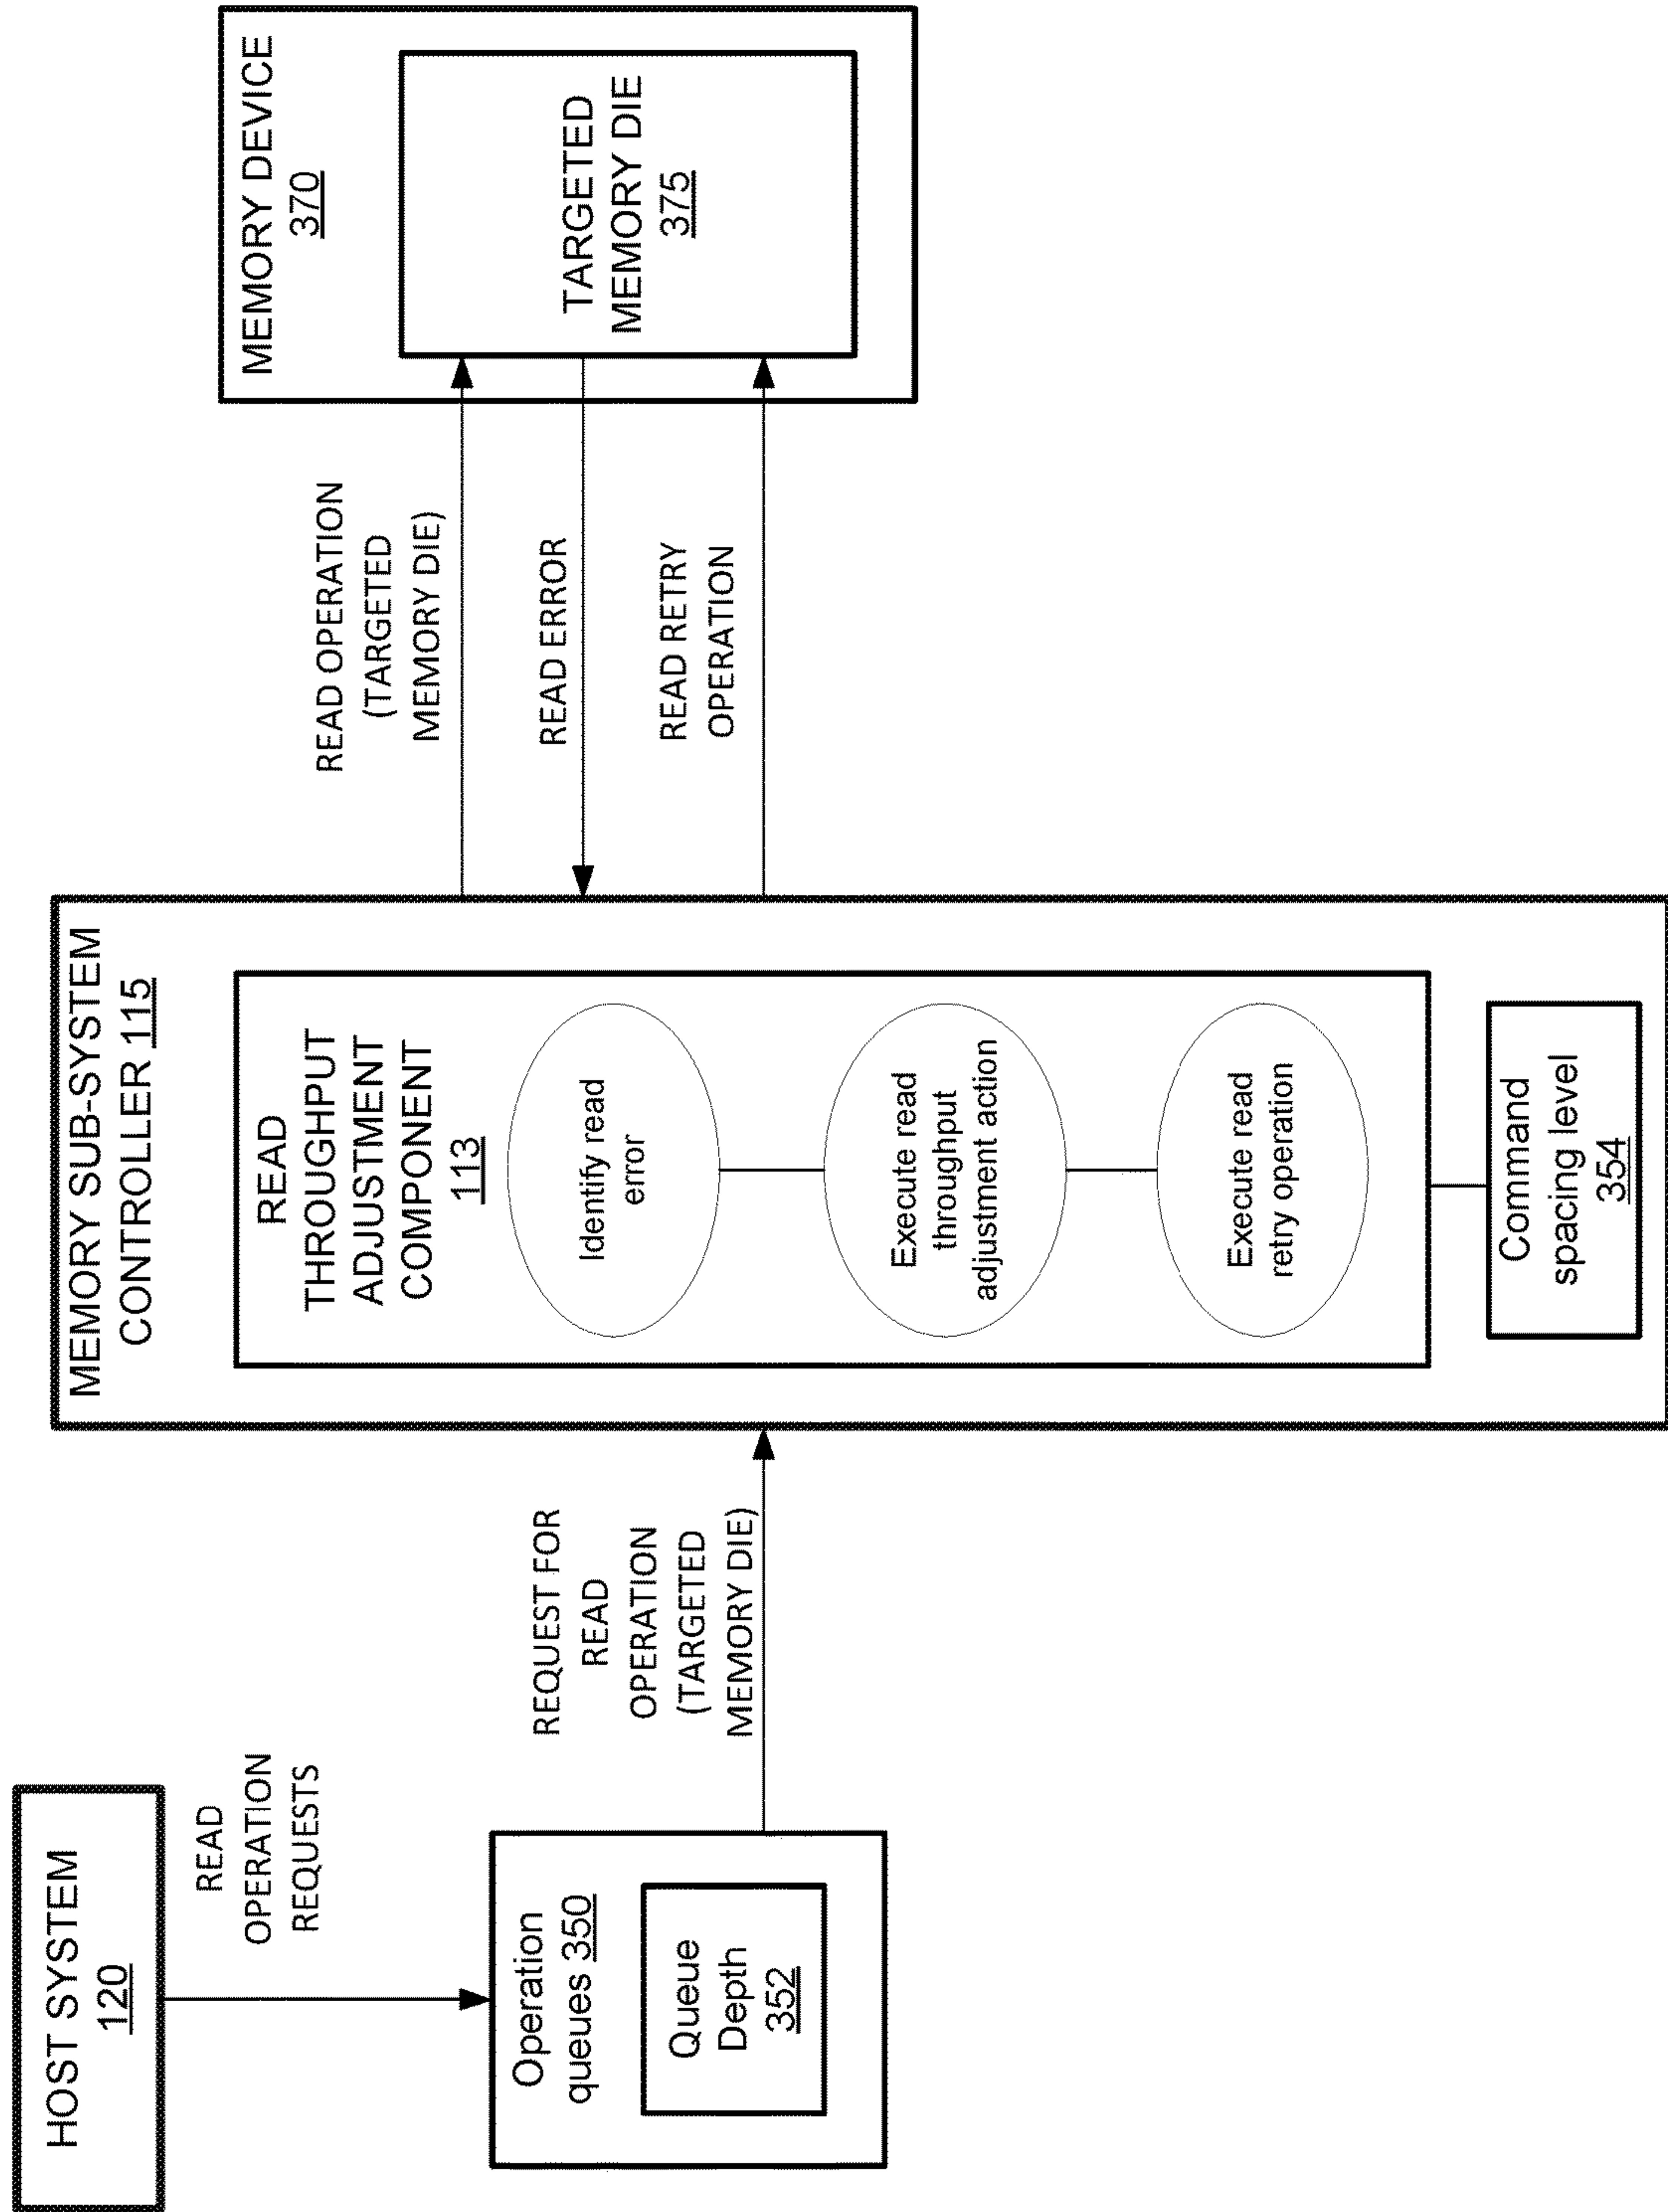 HOST SYSTEM
120
READ
OPERATION
REQUESTS
Operation
queues 350
Queue
Depth
352
REQUEST FOR
READ
OPERATION
(TARGETED
MEMORY DIE)
MEMORY SUB-SYSTEM
CONTROLLER 115
READ
THROUGHPUT
ADJUSTMENT
COMPONENT
113
Identify read
error
Execute read
throughput
adjustment action
Execute read
retry operation
Command
spacing level
354
READ OPERATION
(TARGETED
MEMORY DIE)
READ ERROR
READ RETRY
OPERATION
MEMORY DEVICE
370
TARGETED
MEMORY DIE
375